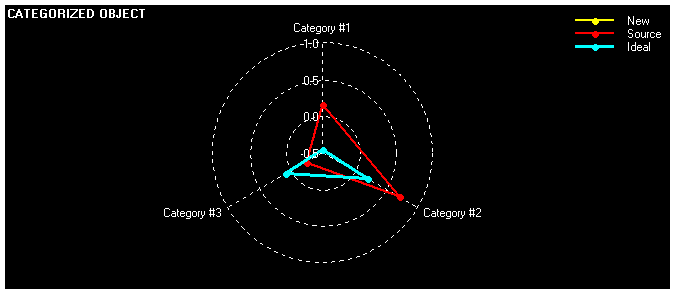 CATEGORIZED OBJECT
New
Source
Ideal
Category #1
1.0
0.5
0.0
-0.5
Category #3
Category #2